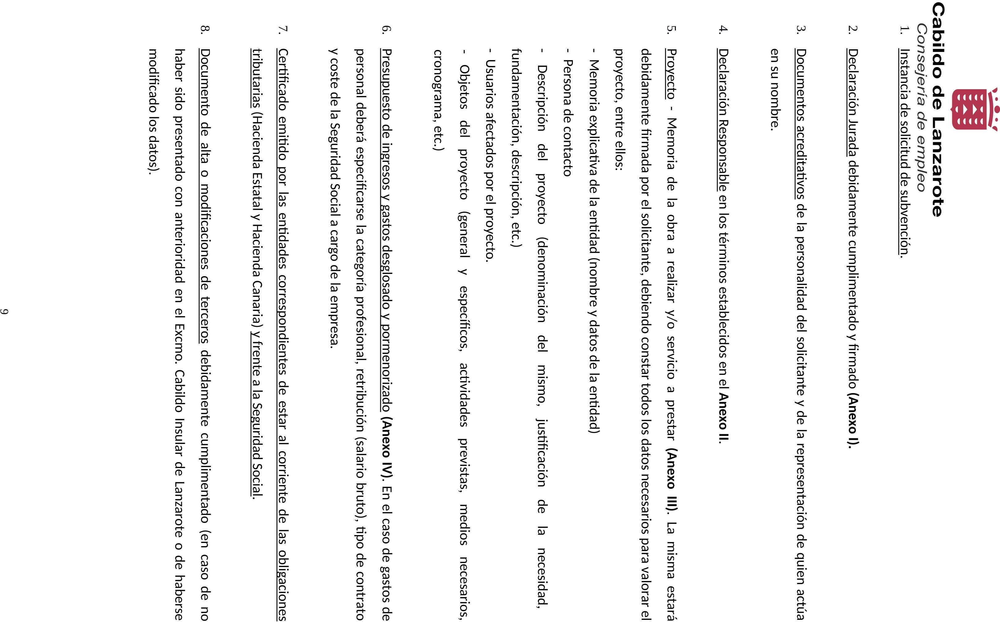 Cabildo de Lanzarote
Consejería de empleo
1. Instancia de solicitud de subvención.
2. Declaración Jurada debidamente cumplimentado y firmado (Anexo I).
3. Documentos acreditativos de la personalidad del solicitante y de la representación de quien actúa
en su nombre.
4. Declaración Responsable en los términos establecidos en el Anexo II.
5. Proyecto - Memoria de la obra a realizar y/o servicio a prestar (Anexo III). La misma estará
debidamente firmada por el solicitante, debiendo constar todos los datos necesarios para valorar el
proyecto, entre ellos:
- Memoria explicativa de la entidad (nombre y datos de la entidad)
- Persona de contacto
- Descripción del proyecto (denominación del mismo, justificación de la necesidad,
fundamentación, descripción, etc.)
- Usuarios afectados por el proyecto.
- Objetos del proyecto (general y específicos, actividades previstas, medios necesarios,
cronograma, etc.)
6. Presupuesto de ingresos y gastos desglosado y pormenorizado (Anexo IV). En el caso de gastos de
personal deberá especificarse la categoría profesional, retribución (salario bruto), tipo de contrato
y coste de la Seguridad Social a cargo de la empresa.
7. Certificado emitido por las entidades correspondientes de estar al corriente de las obligaciones
tributarias (Hacienda Estatal y Hacienda Canaria) y frente a la Seguridad Social.
8. Documento de alta o modificaciones de terceros debidamente cumplimentado (en caso de no
haber sido presentado con anterioridad en el Excmo. Cabildo Insular de Lanzarote o de haberse
modificado los datos).
9